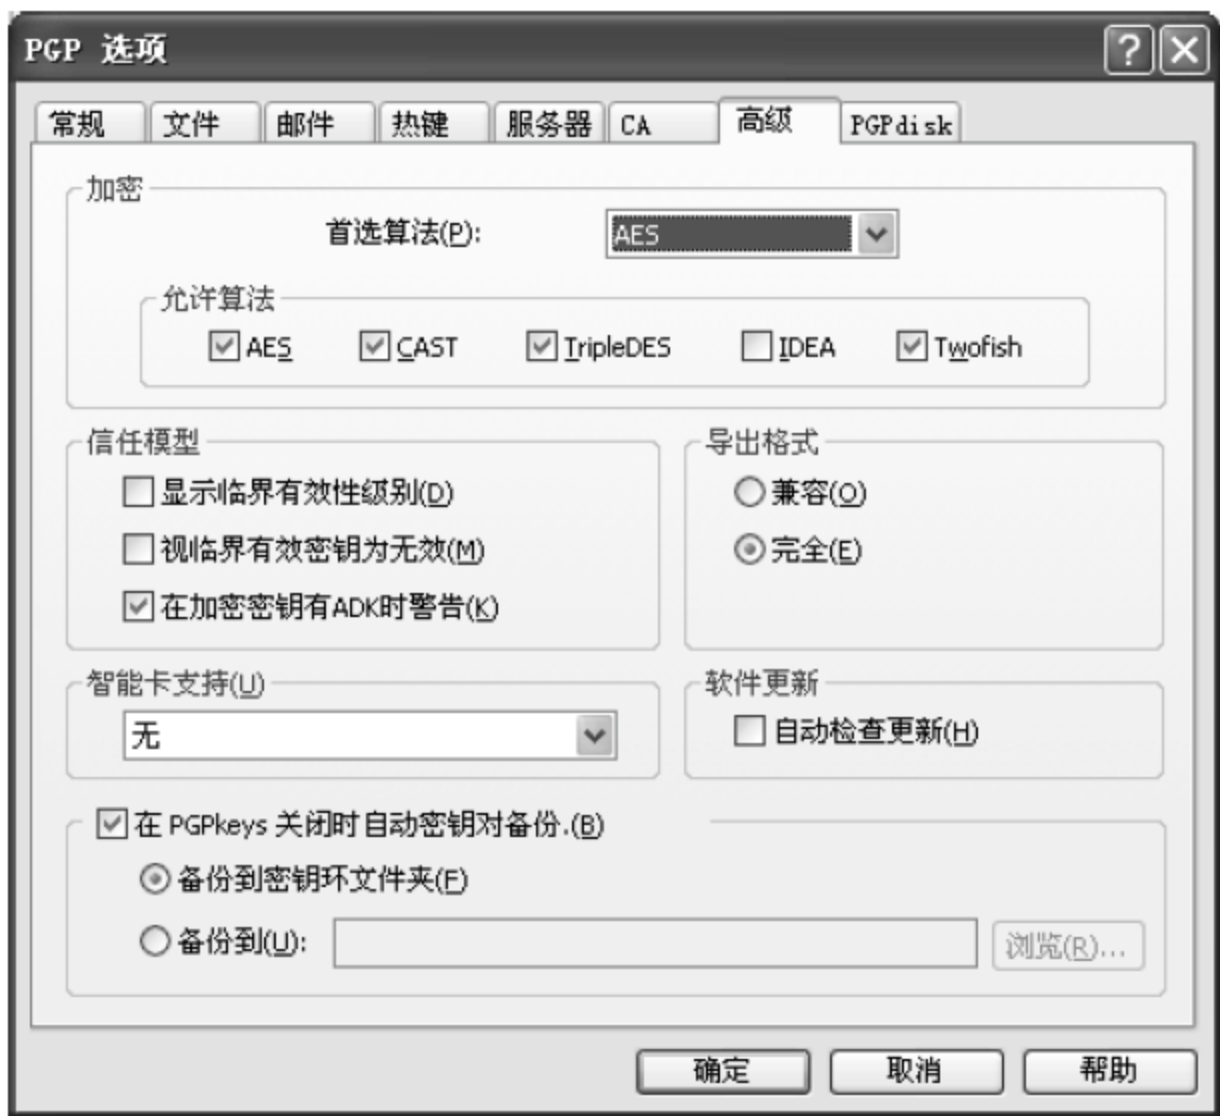 PGP 选项
常规 文件 邮件 热键 服务器 CA 高级 PGPdisk
加密
首选算法(P): AES
允许算法
AES CAST TripleDES IDEA Twofish
信任模型 导出格式
显示临界有效性级别(D) 兼容(O)
视临界有效密钥为无效(M) 完全(E)
在加密密钥有ADK时警告(K)
智能卡支持(U) 软件更新
无 自动检查更新(H)
在 PGPkeys 关闭时自动密钥对备份.(B)
备份到密钥环文件夹(F)
备份到(U): 浏览(R)...
确定 取消 帮助